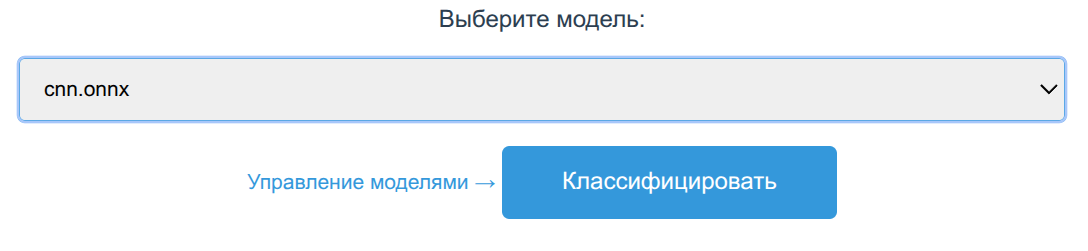 Выберите модель:
cnn.onnx
Управление моделями → Классифицировать